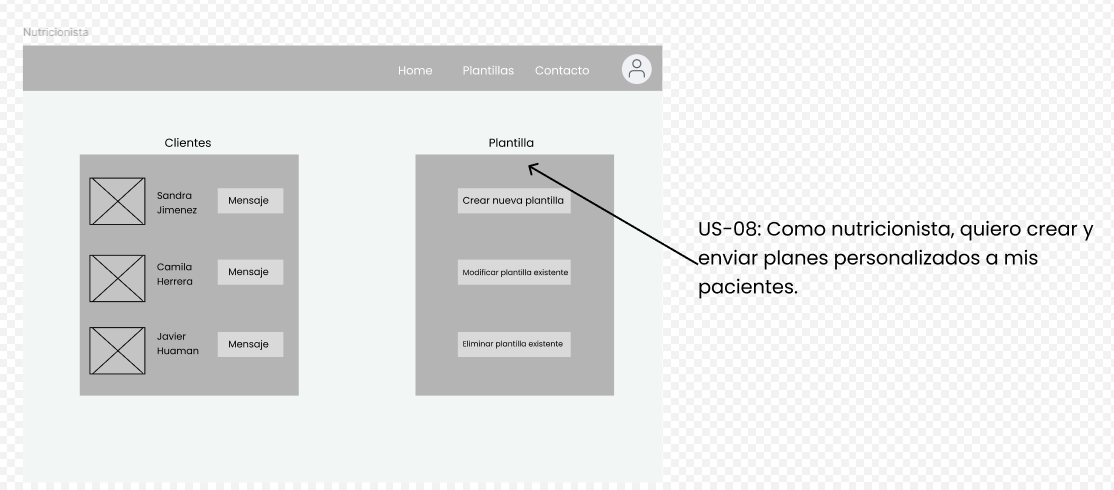 Nutricionista
Home Plantillas Contacto
Clientes
Sandra
Jimenez
Mensaje
Camila
Herrera
Mensaje
Javier
Huaman
Mensaje
Plantilla
Crear nueva plantilla
Modificar plantilla existente
Eliminar plantilla existente
US-08: Como nutricionista, quiero crear y
enviar planes personalizados a mis
pacientes.